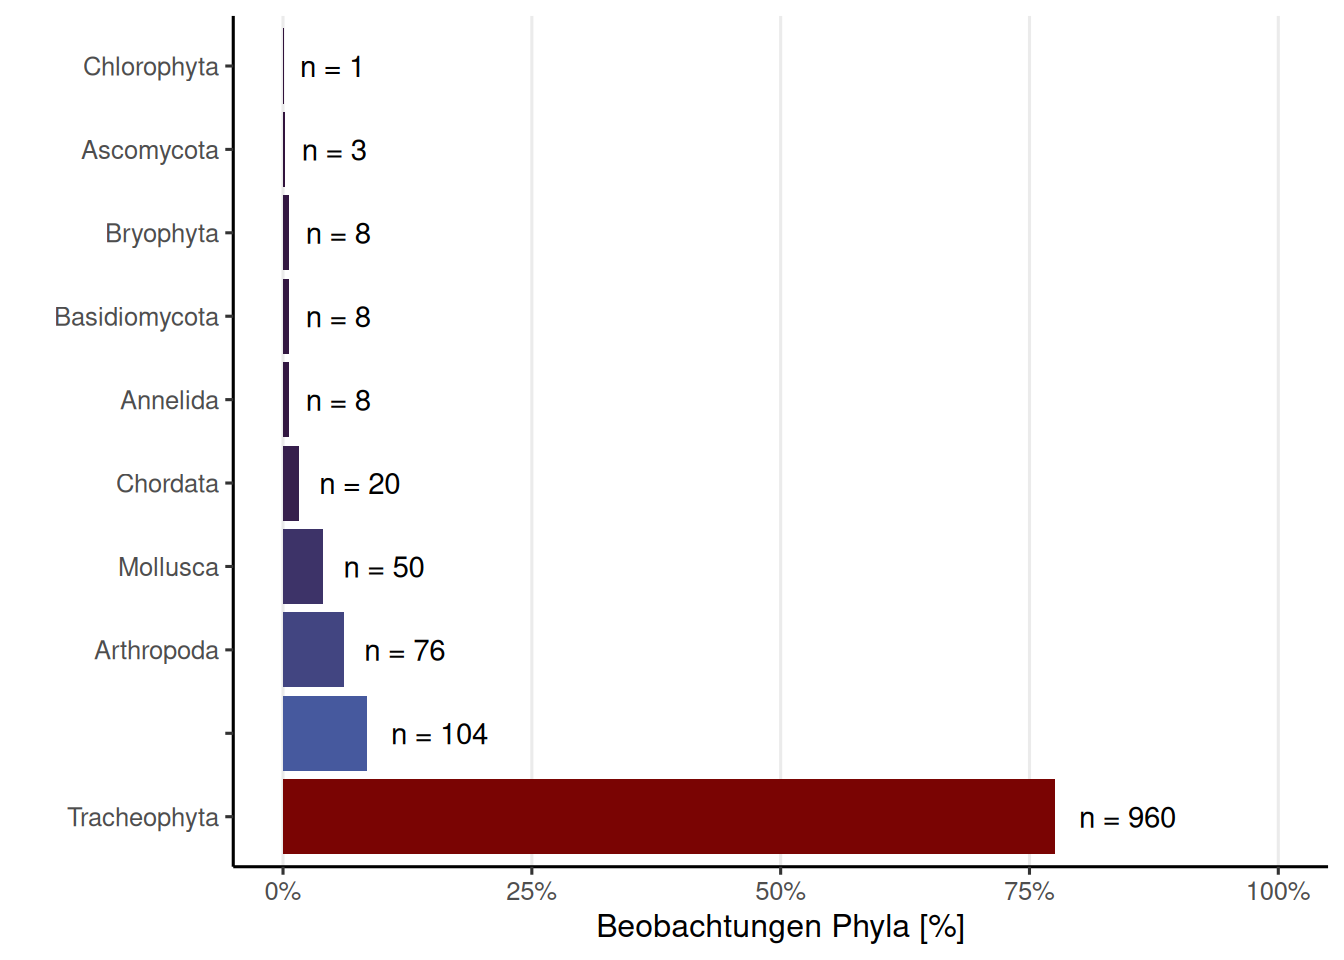 Chlorophyta n = 1
Ascomycota n = 3
Bryophyta n = 8
Basidiomycota n = 8
Annelida n = 8
Chordata n = 20
Mollusca n = 50
Arthropoda n = 76
n = 104
Tracheophyta n = 960
0% 25% 50% 75% 100%
Beobachtungen Phyla [%]